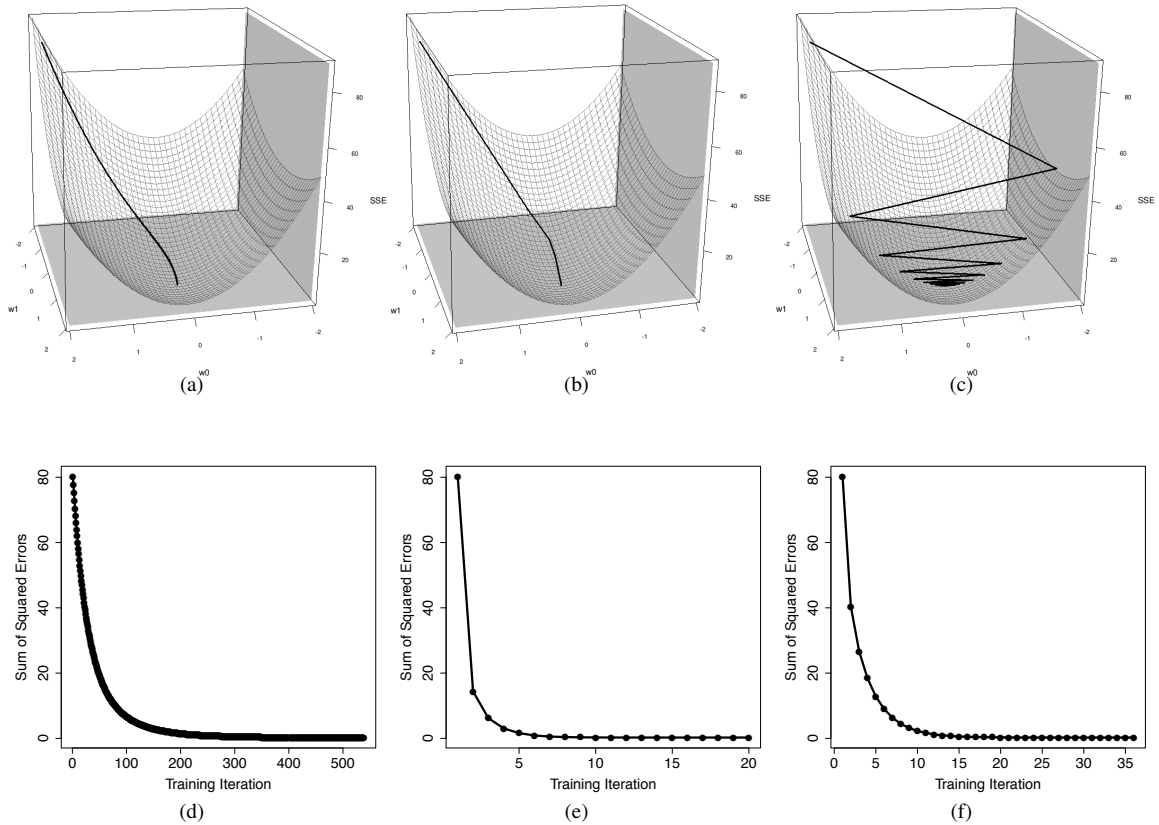 80
60
40
20
SSE
-2
-1
0
1
2
w1
2
1
0
-1
-2
w0
(a)
80
60
40
20
SSE
-2
-1
0
1
2
w1
2
1
0
-1
-2
w0
(b)
80
60
40
20
SSE
-2
-1
0
1
2
w1
2
1
0
-1
-2
w0
(c)
Sum of Squared Errors
80
60
40
20
0
0 100 200 300 400 500
Training Iteration
(d)
Sum of Squared Errors
80
60
40
20
0
5 10 15 20
Training Iteration
(e)
Sum of Squared Errors
80
60
40
20
0
0 5 10 15 20 25 30 35
Training Iteration
(f)